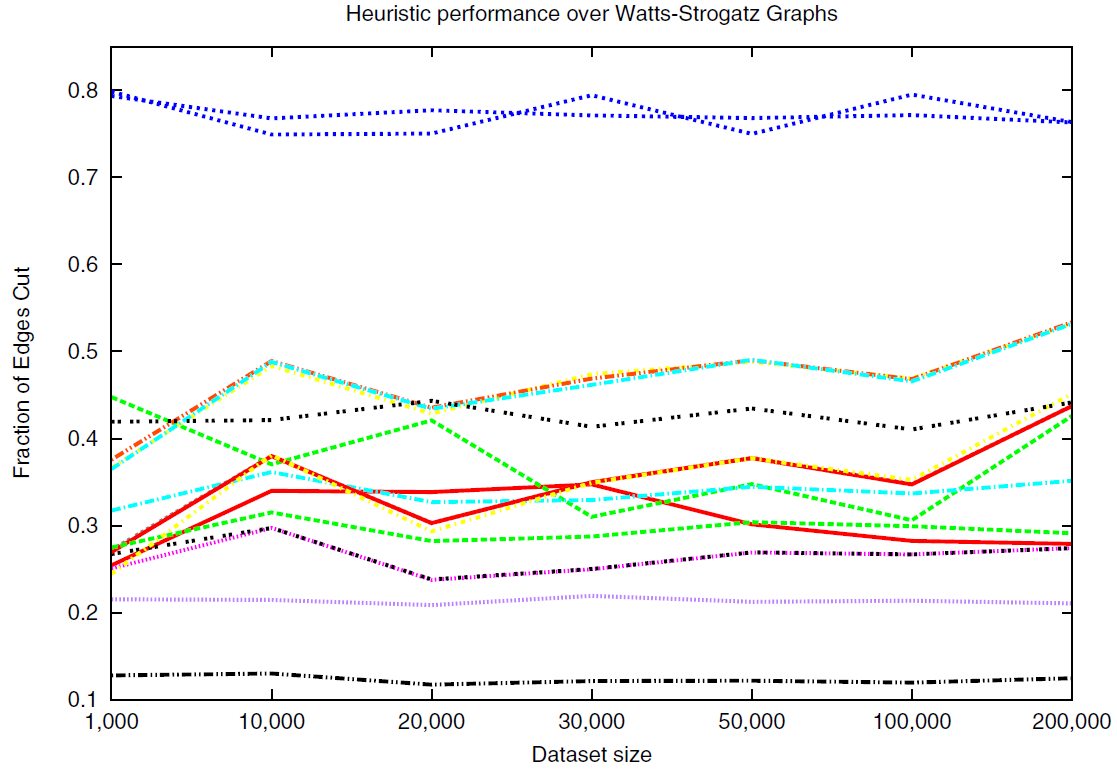 Heuristic performance over Watts-Strogatz Graphs
0.8
0.7
0.6
0.5
0.4
0.3
0.2
0.1
Fraction of Edges Cut
1,000 10,000 20,000 30,000 50,000 100,000 200,000
Dataset size